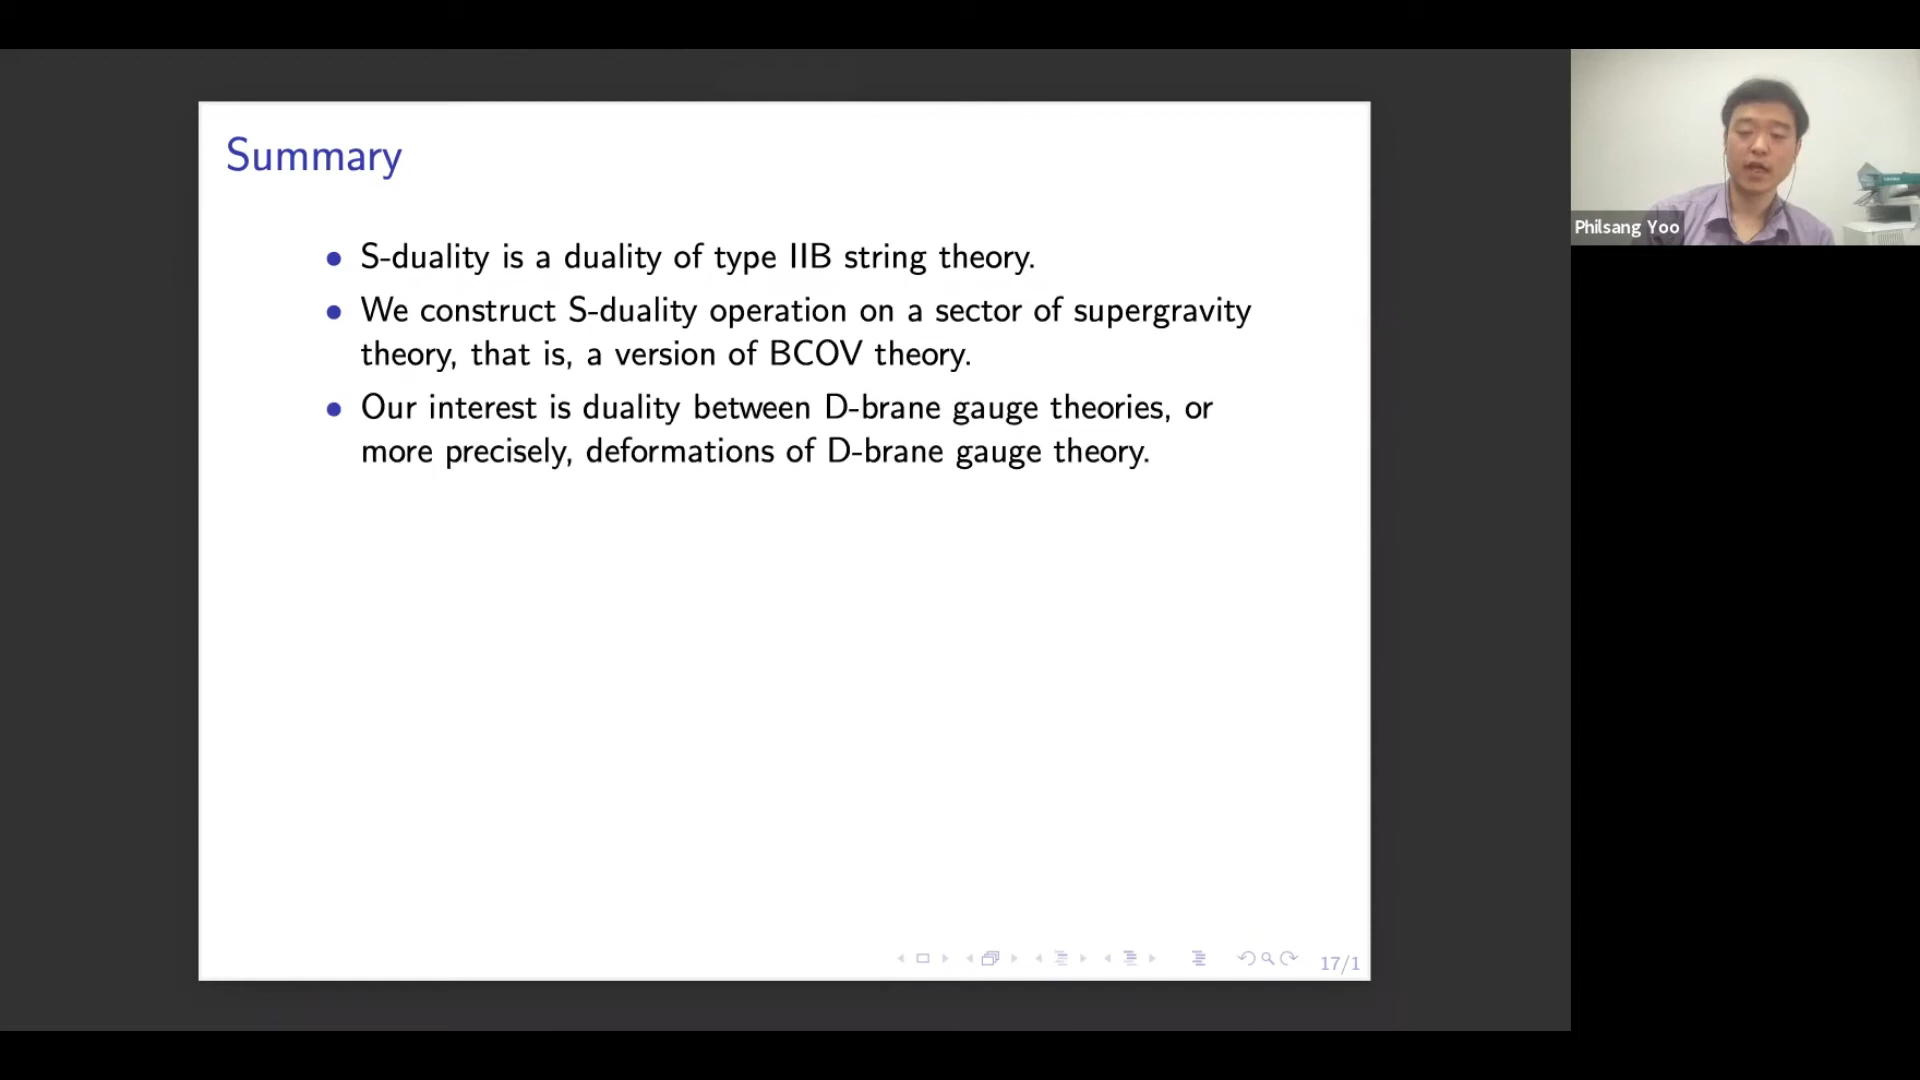 Summary
• S-duality is a duality of type IIB string theory.
• We construct S-duality operation on a sector of supergravity
theory, that is, a version of BCOV theory.
• Our interest is duality between D-brane gauge theories, or
more precisely, deformations of D-brane gauge theory.
17/1
Philsang Yoo